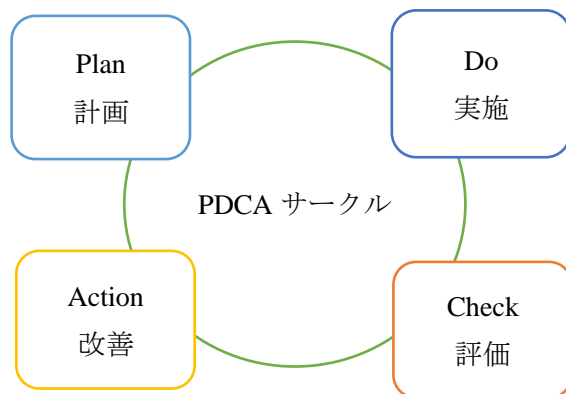 Plan
計画
Do
実施
PDCA サークル
Action
改善
Check
評価